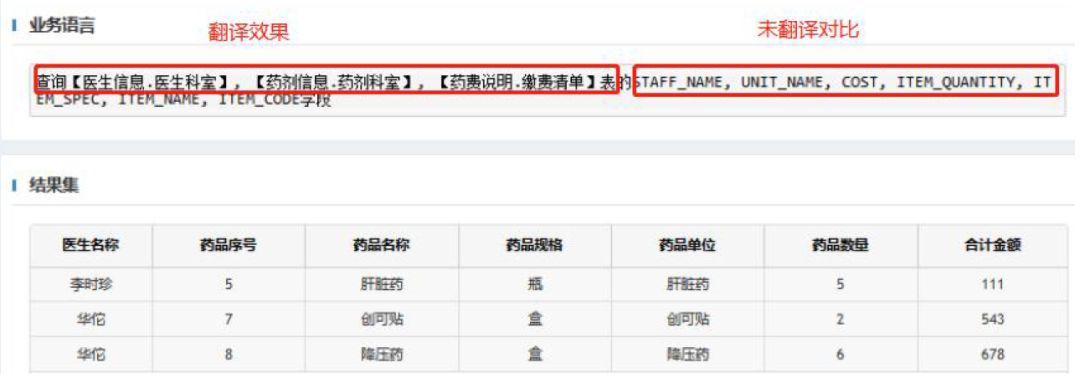 业务语言
翻译效果
未翻译对比
查询【医生信息.医生科室】, 【药剂信息.药剂科室】, 【药费说明.缴费清单】表的STAFF_NAME, UNIT_NAME, COST, ITEM_QUANTITY, IT
EM_SPEC, ITEM_NAME, ITEM_CODE字段
结果集
医生名称 药品序号 药品名称 药品规格 药品单位 药品数量 合计金额
李时珍 5 肝脏药 瓶 肝脏药 5 111
华佗 7 创可贴 盒 创可贴 2 543
华佗 8 降压药 盒 降压药 6 678